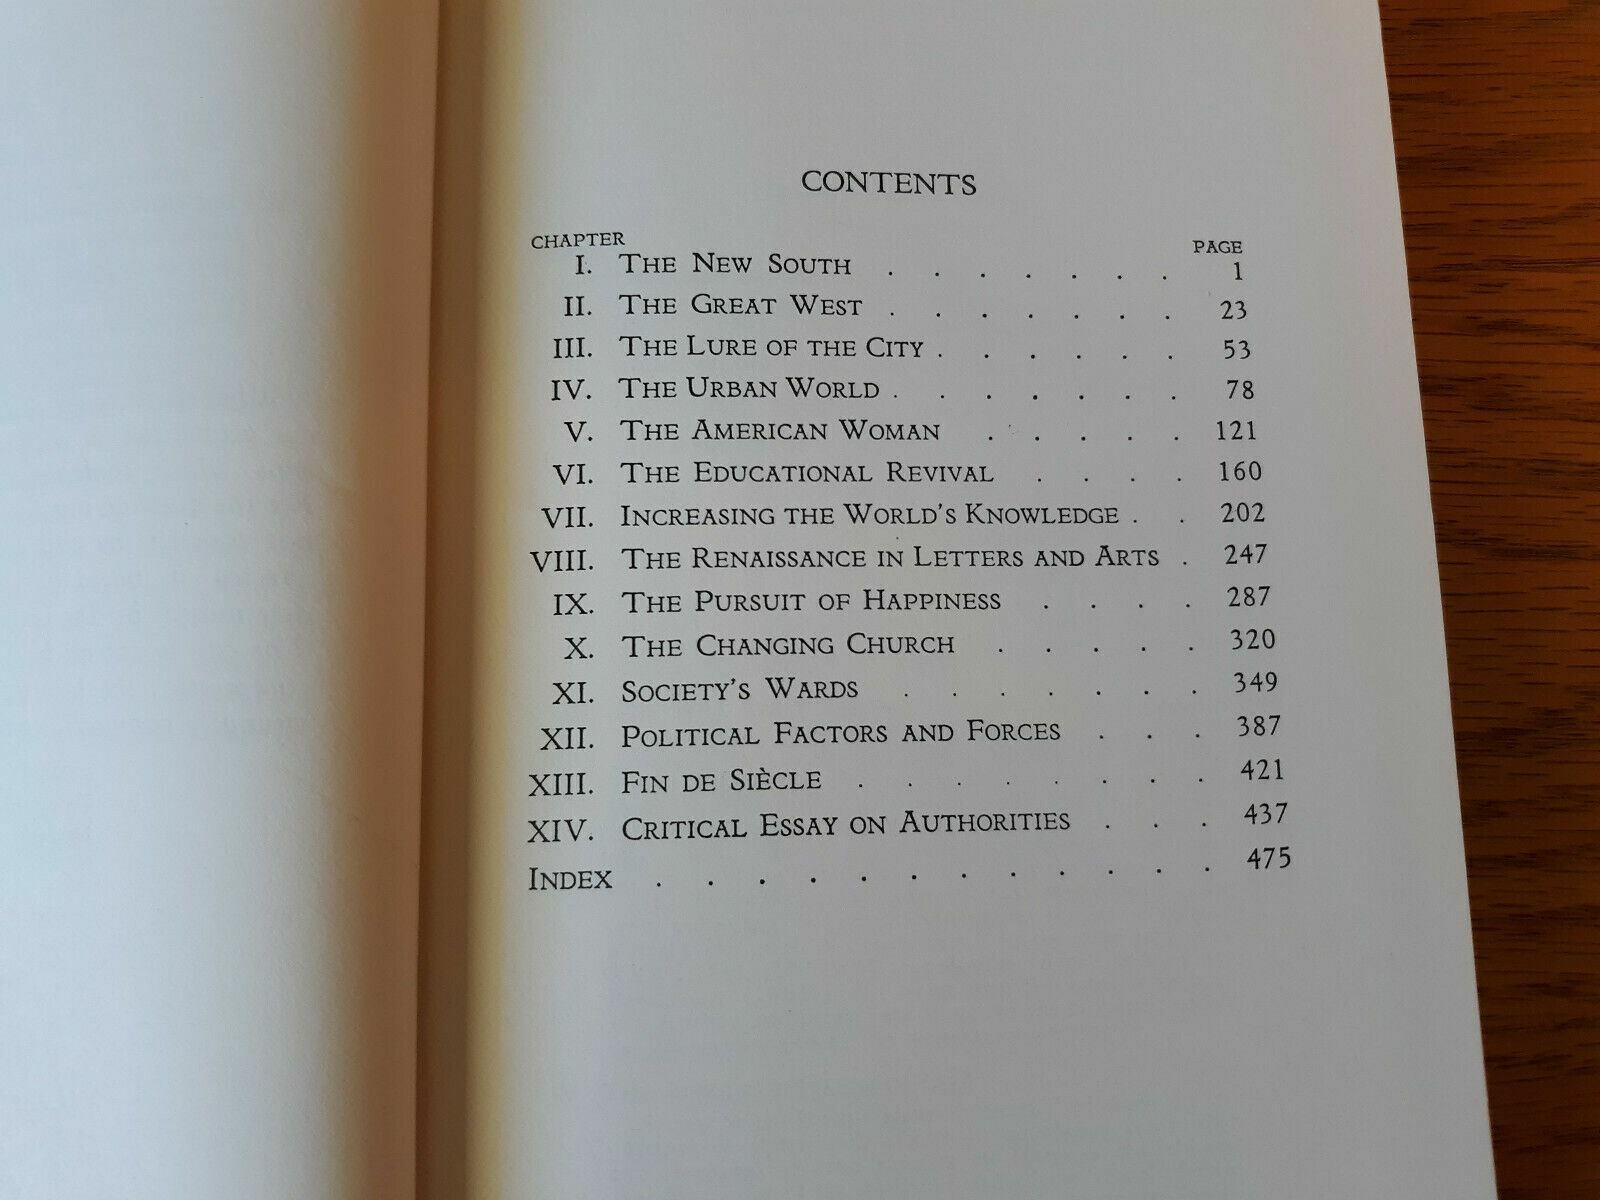 CONTENTS
CHAPTER PAGE
I. THE NEW SOUTH . . . . . . . 1
II. THE GREAT WEST . . . . . . . 23
III. THE LURE OF THE CITY . . . . . . 53
IV. THE URBAN WORLD . . . . . . . 78
V. THE AMERICAN WOMAN . . . . . 121
VI. THE EDUCATIONAL REVIVAL . . . . 160
VII. INCREASING THE WORLD'S KNOWLEDGE . . 202
VIII. THE RENAISSANCE IN LETTERS AND ARTS . 247
IX. THE PURSUIT OF HAPPINESS . . . . 287
X. THE CHANGING CHURCH . . . . . 320
XI. SOCIETY'S WARDS . . . . . . . 349
XII. POLITICAL FACTORS AND FORCES . . . 387
XIII. FIN DE SIÈCLE . . . . . . . . 421
XIV. CRITICAL ESSAY ON AUTHORITIES . . . 437
INDEX . . . . . . . . . . . . 475